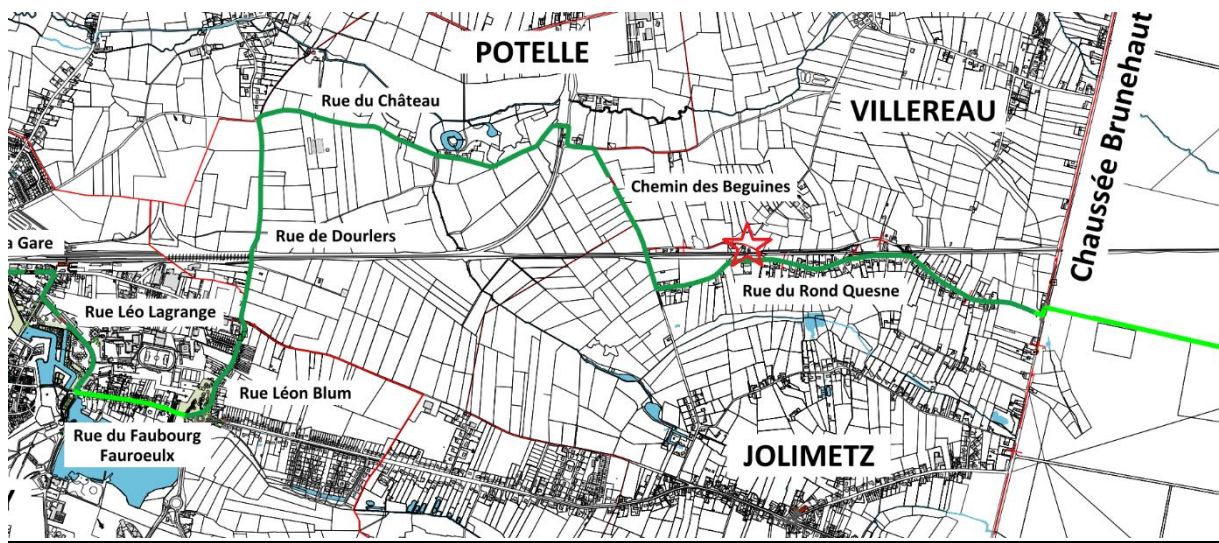 POTELLE
Rue du Château
VILLEREAU
Chaussée Brunehaut
Chemin des Beguines
Rue de Dourlers
a Gare
Rue du Rond Quesne
Rue Léo Lagrange
Rue Léon Blum
Rue du Faubourg
Fauroeulx
JOLIMETZ